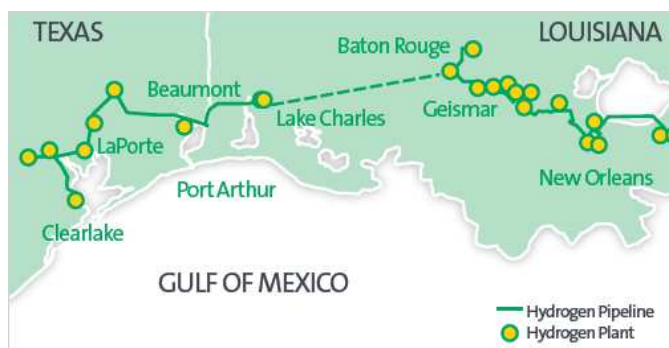 TEXAS
LOUISIANA
Baton Rouge
Beaumont
Geismar
Lake Charles
LaPorte
Port Arthur
New Orleans
Clearlake
GULF OF MEXICO
Hydrogen Pipeline
Hydrogen Plant